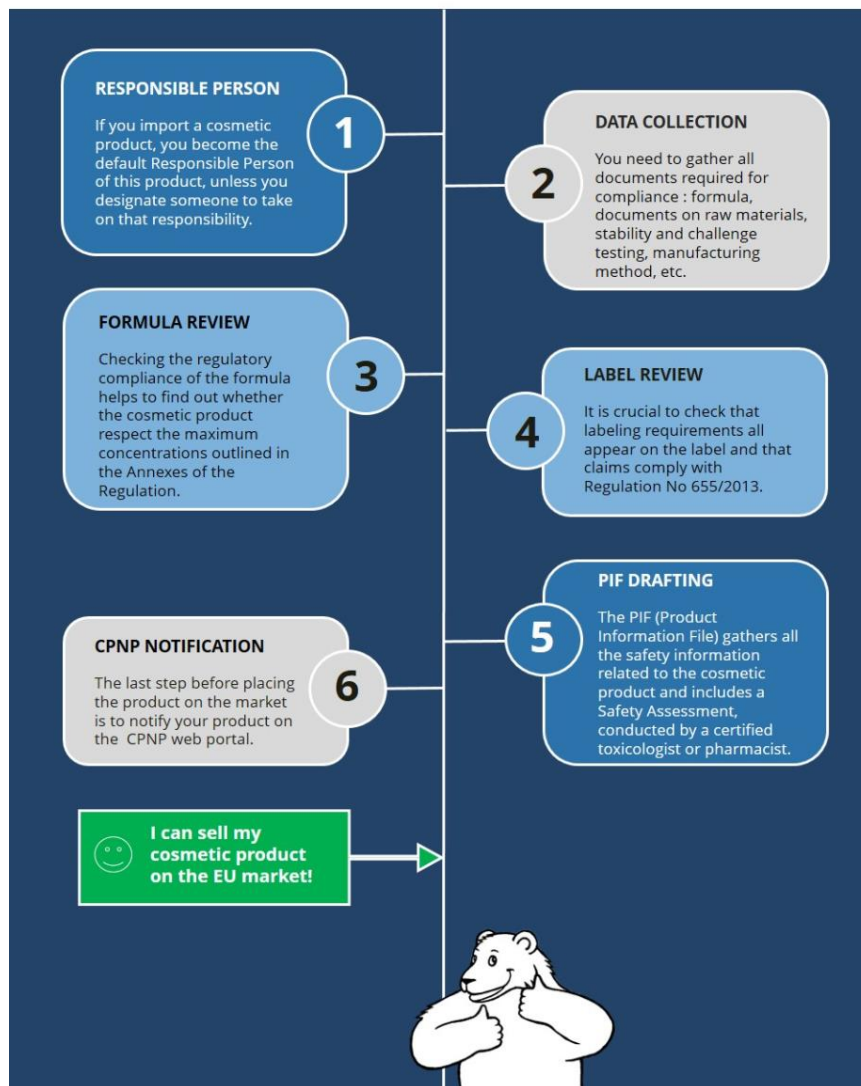 RESPONSIBLE PERSON
If you import a cosmetic
product, you become the
default Responsible Person
of this product, unless you
designate someone to take
on that responsibility.
1
DATA COLLECTION
You need to gather all
documents required for
compliance : formula,
documents on raw materials,
stability and challenge
testing, manufacturing
method, etc.
2
FORMULA REVIEW
Checking the regulatory
compliance of the formula
helps to find out whether
the cosmetic product
respect the maximum
concentrations outlined in
the Annexes of the
Regulation.
3
LABEL REVIEW
It is crucial to check that
labeling requirements all
appear on the label and that
claims comply with
Regulation No 655/2013.
4
PIF DRAFTING
The PIF (Product
Information File) gathers all
the safety information
related to the cosmetic
product and includes a
Safety Assessment,
conducted by a certified
toxicologist or pharmacist.
5
CPNP NOTIFICATION
The last step before placing
the product on the market
is to notify your product on
the CPNP web portal.
6
I can sell my
cosmetic product
on the EU market!